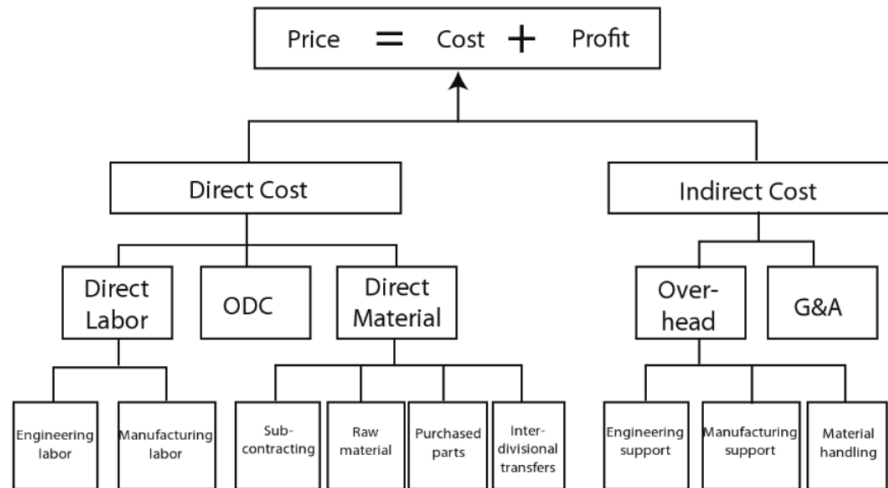 Price = Cost + Profit
Direct Cost
Indirect Cost
Direct
Labor
ODC
Direct
Material
Over-
head
G&A
Engineering
labor
Manufacturing
labor
Sub-
contracting
Raw
material
Purchased
parts
Inter-
divisional
transfers
Engineering
support
Manufacturing
support
Material
handling